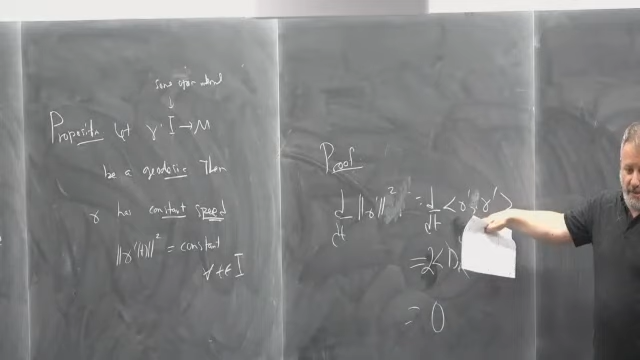 some open interval
↓
Proposition Let γ: I → M
be a geodesic Then
γ has constant speed
||γ'(t)||² = constant
∀ t ∈ I
Proof
d/dt ||γ'||² = d/dt <γ', γ'>
= 2<D
= 0